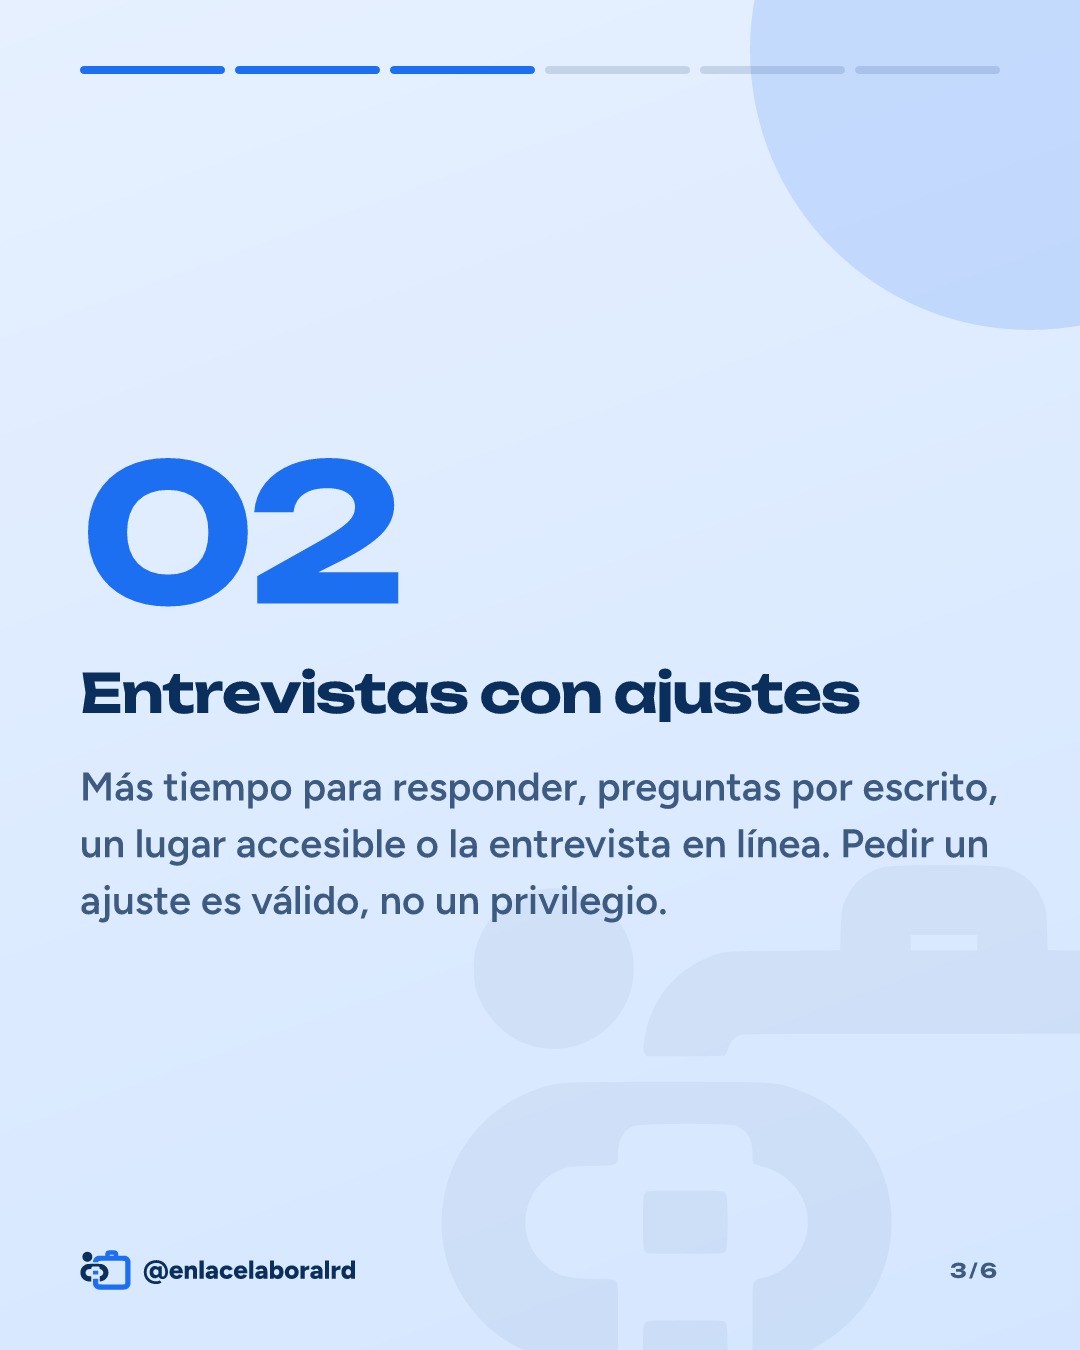 02
Entrevistas con ajustes
Más tiempo para responder, preguntas por escrito,
un lugar accesible o la entrevista en línea. Pedir un
ajuste es válido, no un privilegio.
@enlacelaboralrd
3/6